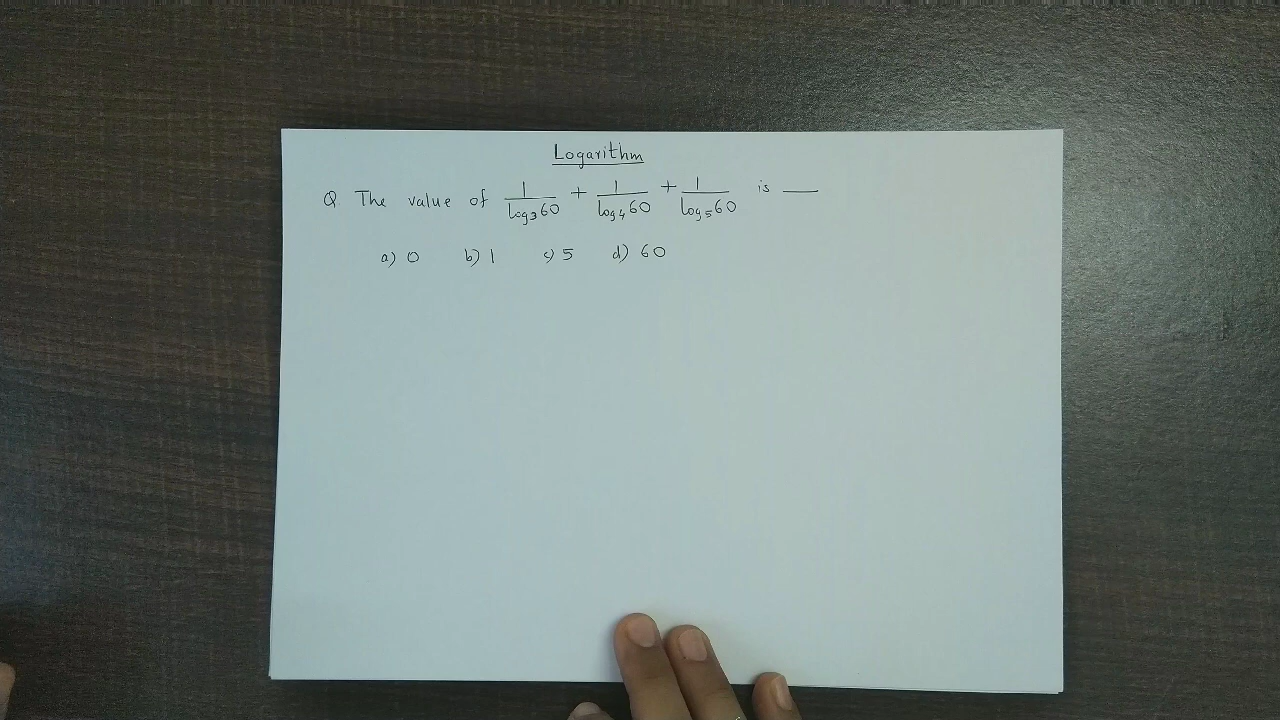 Logarithm
Q. The value of 1/log₃60 + 1/log₄60 + 1/log₅60 is ___
a) 0 b) 1 c) 5 d) 60